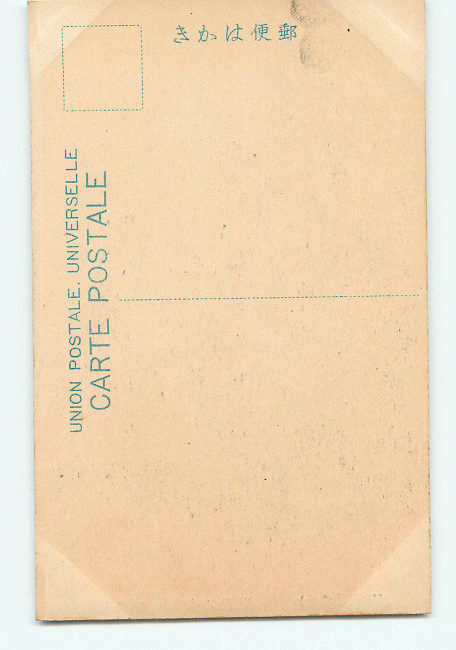 郵便はかき
UNION POSTALE. UNIVERSELLE
CARTE POSTALE